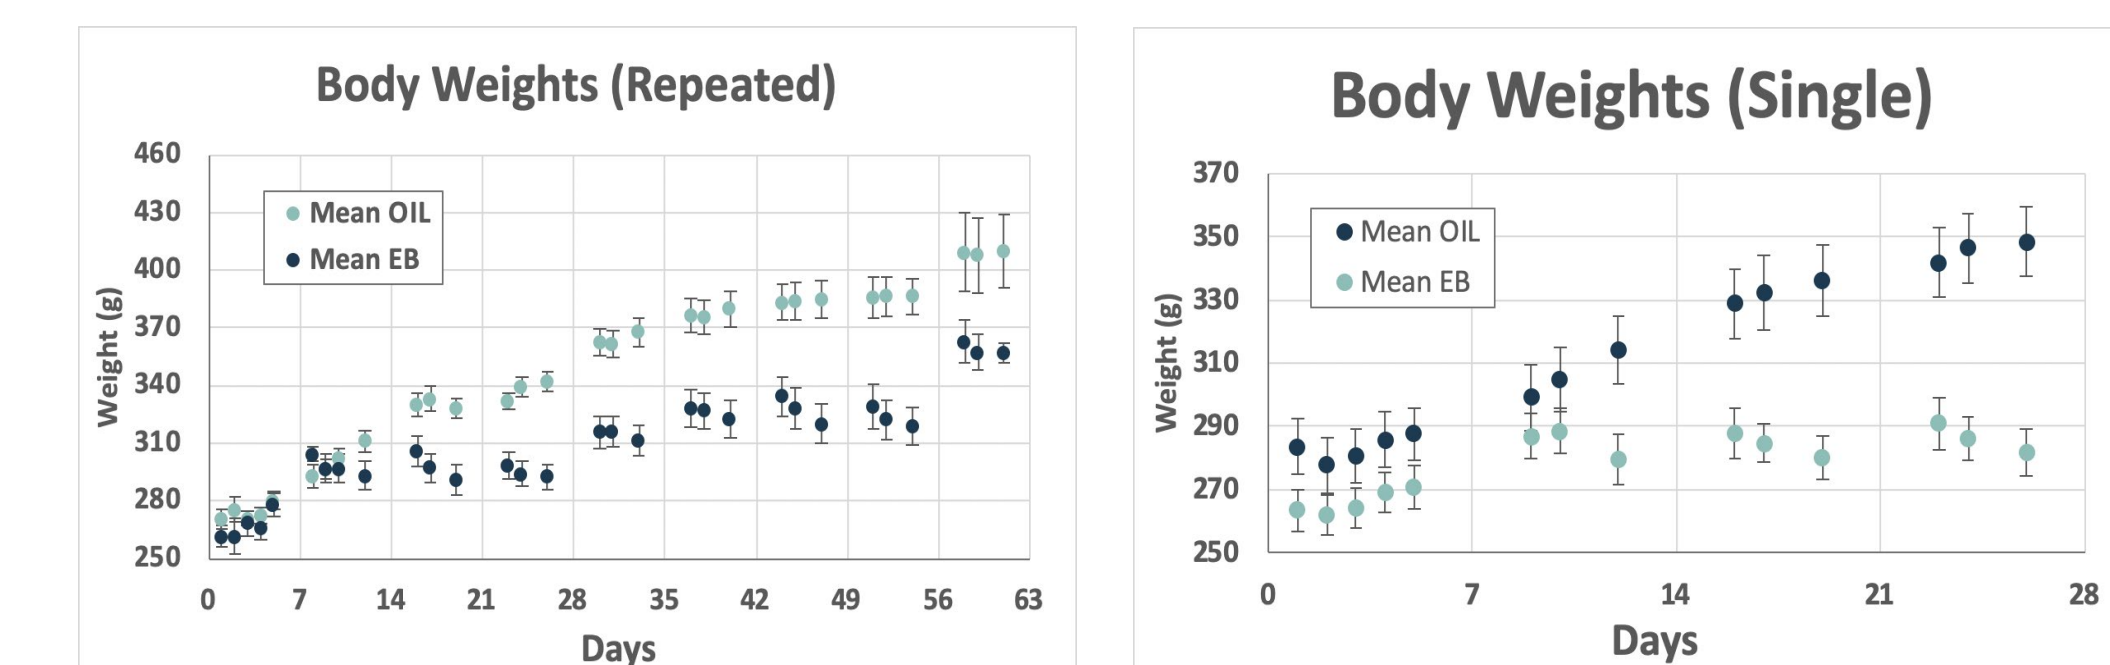 Body Weights (Repeated)
460
430
400
370
340
310
280
250
Weight (g)
Mean OIL
Mean EB
0 7 14 21 28 35 42 49 56 63
Days
Body Weights (Single)
370
350
330
310
290
270
250
Weight (g)
Mean OIL
Mean EB
0 7 14 21 28
Days